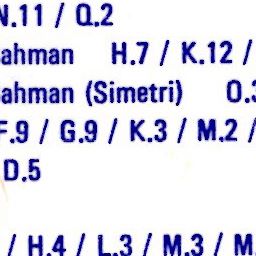 N.11 / Q.2
ahman H.7 / K.12 /
ahman (Simetri) O.3
F.9 / G.9 / K.3 / M.2 /
D.5
/ H.4 / L.3 / M.3 / M